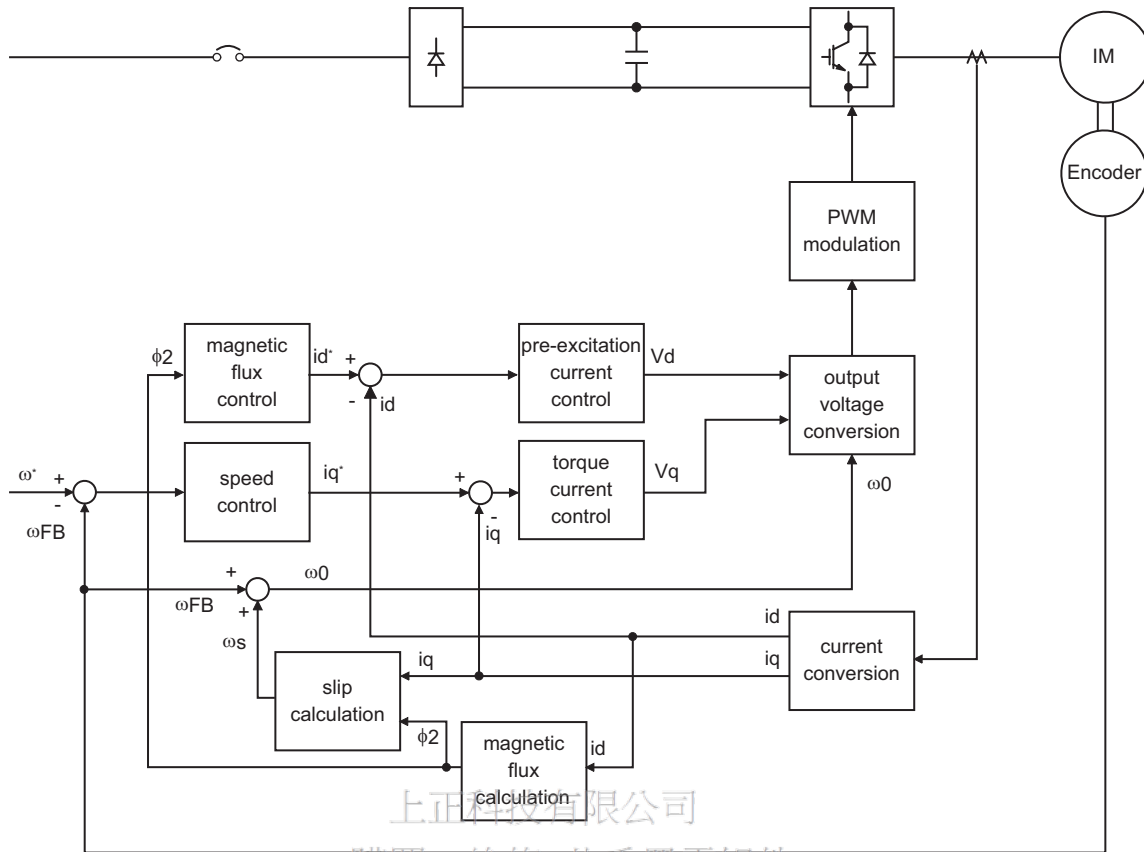 IM
Encoder
PWM
modulation
ϕ2
magnetic
flux
control
id*
+
-
id
pre-excitation
current
control
Vd
output
voltage
conversion
ω*
+
-
ωFB
speed
control
iq*
+
-
iq
torque
current
control
Vq
ω0
+
ωFB
+
ω0
ωs
slip
calculation
iq
ϕ2
id
iq
current
conversion
magnetic
flux
calculation
id
上正科技有限公司